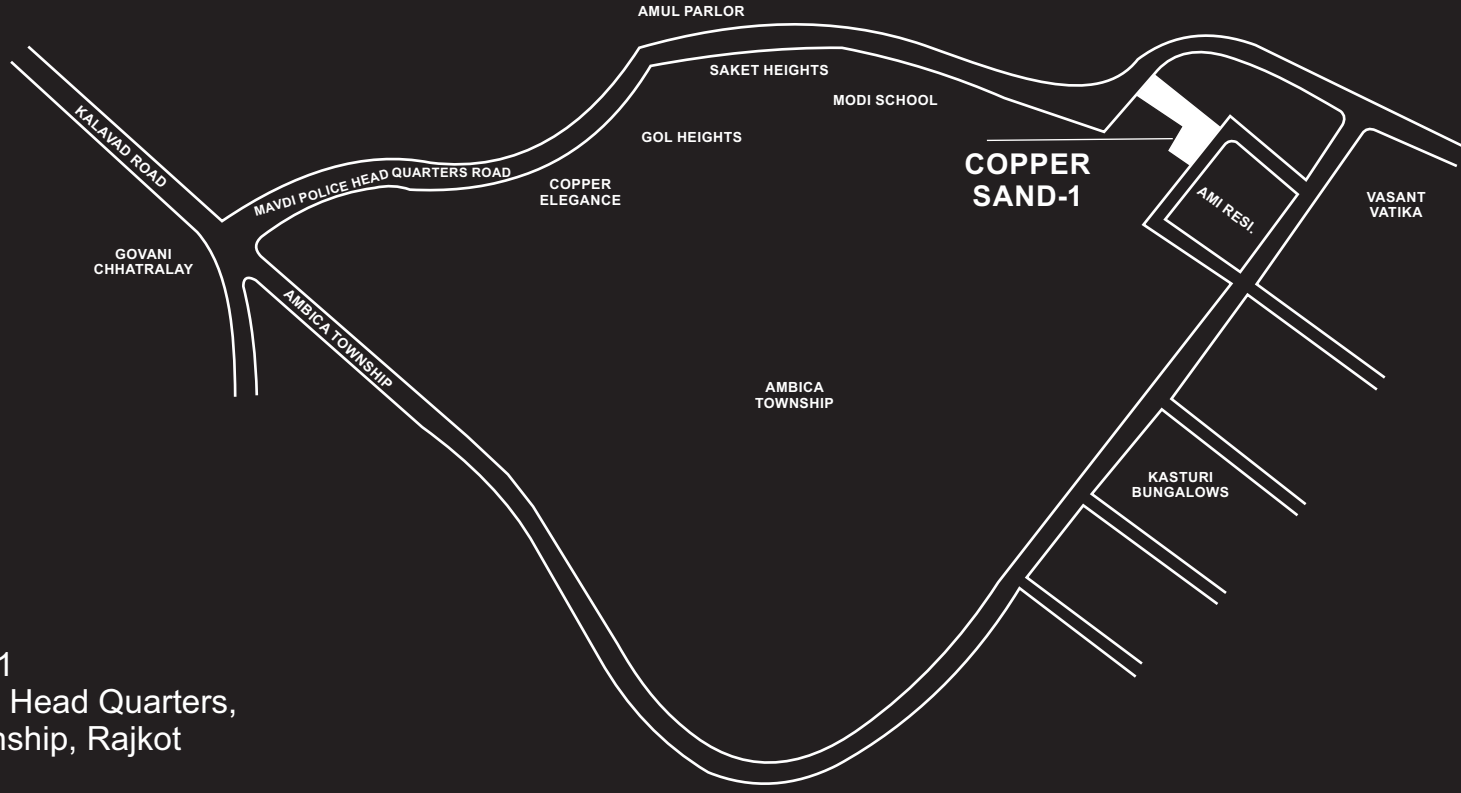 AMUL PARLOR
SAKET HEIGHTS
MODI SCHOOL
KALAVAD ROAD
GOL HEIGHTS
COPPER
SAND-1
MAVDI POLICE HEAD QUARTERS ROAD
COPPER
ELEGANCE
AMI RESI.
VASANT
VATIKA
GOVANI
CHHATRALAY
AMBICA TOWNSHIP
AMBICA
TOWNSHIP
KASTURI
BUNGALOWS
1
Head Quarters,
nship, Rajkot